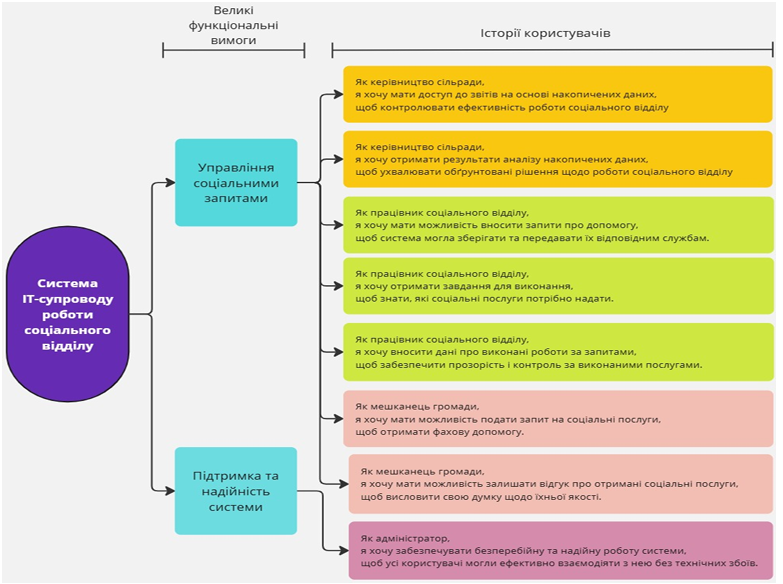 Великі
функціональні
вимоги
Історії користувачів
Система
ІТ-супроводу
роботи
соціального
відділу
Управління
соціальними
запитами
Підтримка та
надійність
системи
Як керівництво сільради,
я хочу мати доступ до звітів на основі накопичених даних,
щоб контролювати ефективність роботи соціального відділу
Як керівництво сільради,
я хочу отримати результати аналізу накопичених даних,
щоб ухвалювати обґрунтовані рішення щодо роботи соціального відділу
Як працівник соціального відділу,
я хочу мати можливість вносити запити про допомогу,
щоб система могла зберігати та передавати їх відповідним службам.
Як працівник соціального відділу,
я хочу отримати завдання для виконання,
щоб знати, які соціальні послуги потрібно надати.
Як працівник соціального відділу,
я хочу вносити дані про виконані роботи за запитами,
щоб забезпечити прозорість і контроль за виконаними послугами.
Як мешканець громади,
я хочу мати можливість подати запит на соціальні послуги,
щоб отримати фахову допомогу.
Як мешканець громади,
я хочу мати можливість залишати відгук про отримані соціальні послуги,
щоб висловити свою думку щодо їхньої якості.
Як адміністратор,
я хочу забезпечувати безперебійну та надійну роботу системи,
щоб усі користувачі могли ефективно взаємодіяти з нею без технічних збоїв.